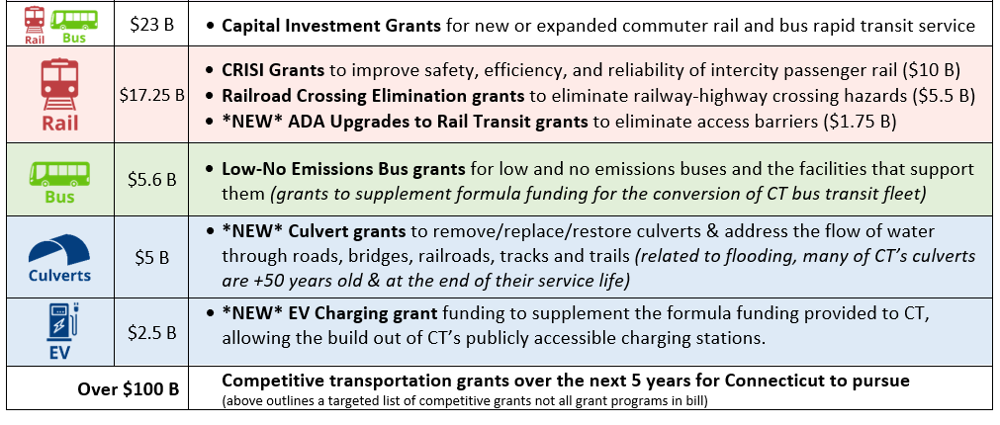 Rail Bus
$23 B
• Capital Investment Grants for new or expanded commuter rail and bus rapid transit service
Rail
$17.25 B
• CRISI Grants to improve safety, efficiency, and reliability of intercity passenger rail ($10 B)
• Railroad Crossing Elimination grants to eliminate railway-highway crossing hazards ($5.5 B)
• *NEW* ADA Upgrades to Rail Transit grants to eliminate access barriers ($1.75 B)
Bus
$5.6 B
• Low-No Emissions Bus grants for low and no emissions buses and the facilities that support
them (grants to supplement formula funding for the conversion of CT bus transit fleet)
Culverts
$5 B
• *NEW* Culvert grants to remove/replace/restore culverts & address the flow of water
through roads, bridges, railroads, tracks and trails (related to flooding, many of CT’s culverts
are +50 years old & at the end of their service life)
EV
$2.5 B
• *NEW* EV Charging grant funding to supplement the formula funding provided to CT,
allowing the build out of CT’s publicly accessible charging stations.
Over $100 B
Competitive transportation grants over the next 5 years for Connecticut to pursue
(above outlines a targeted list of competitive grants not all grant programs in bill)